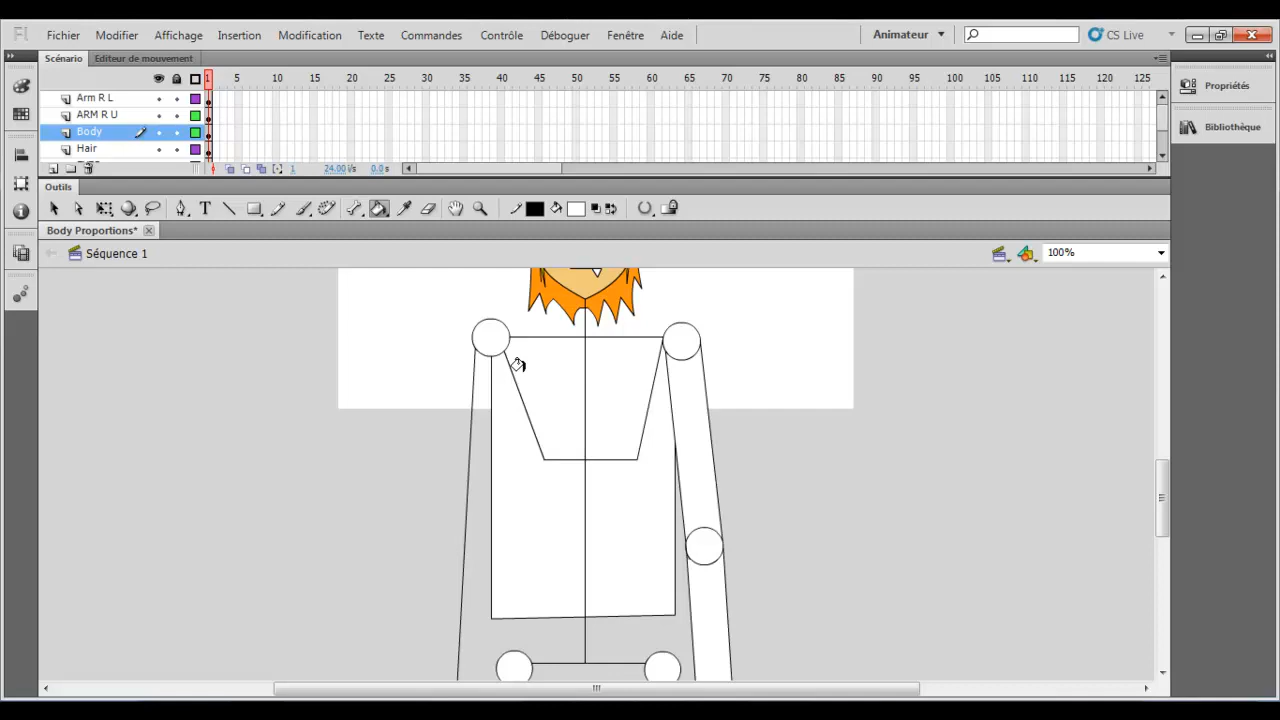 Fl Fichier Modifier Affichage Insertion Modification Texte Commandes Contrôle Déboguer Fenêtre Aide Animateur CS Live
Scénario Editeur de mouvement
1 5 10 15 20 25 30 35 40 45 50 55 60 65 70 75 80 85 90 95 100 105 110 115 120 125
Propriétés
Arm R L
ARM R U
Bibliothèque
Body
Hair
1 24.00 i/s 0.0 s
Outils
Body Proportions*
Séquence 1 100%